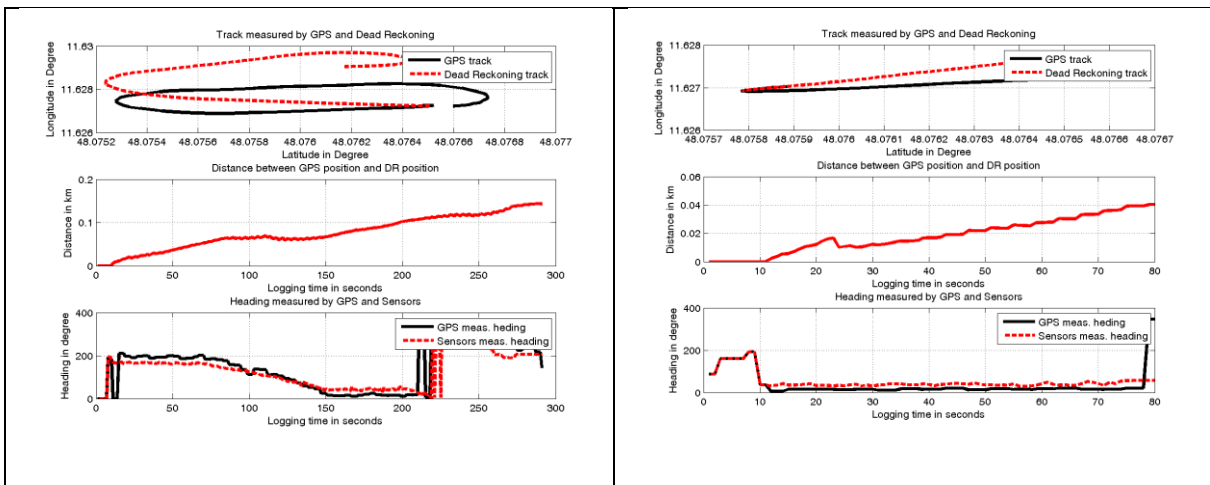 Track measured by GPS and Dead Reckoning
11.63
11.628
11.626
Longitude in Degree
GPS track
Dead Reckoning track
48.0752 48.0754 48.0756 48.0758 48.076 48.0762 48.0764 48.0766 48.0768 48.077
Latitude in Degree
Distance between GPS position and DR position
0.2
0.1
0
Distance in km
0 50 100 150 200 250 300
Logging time in seconds
Heading measured by GPS and Sensors
400
200
0
Heading in degree
GPS meas. heding
Sensors meas. heading
0 50 100 150 200 250 300
Logging time in seconds
Track measured by GPS and Dead Reckoning
11.628
11.627
11.626
Longitude in Degree
GPS track
Dead Reckoning track
48.0757 48.0758 48.0759 48.076 48.0761 48.0762 48.0763 48.0764 48.0765 48.0766 48.0767
Latitude in Degree
Distance between GPS position and DR position
0.06
0.04
0.02
0
Distance in km
0 10 20 30 40 50 60 70 80
Logging time in seconds
Heading measured by GPS and Sensors
400
200
0
Heading in degree
GPS meas. heding
Sensors meas. heading
0 10 20 30 40 50 60 70 80
Logging time in seconds